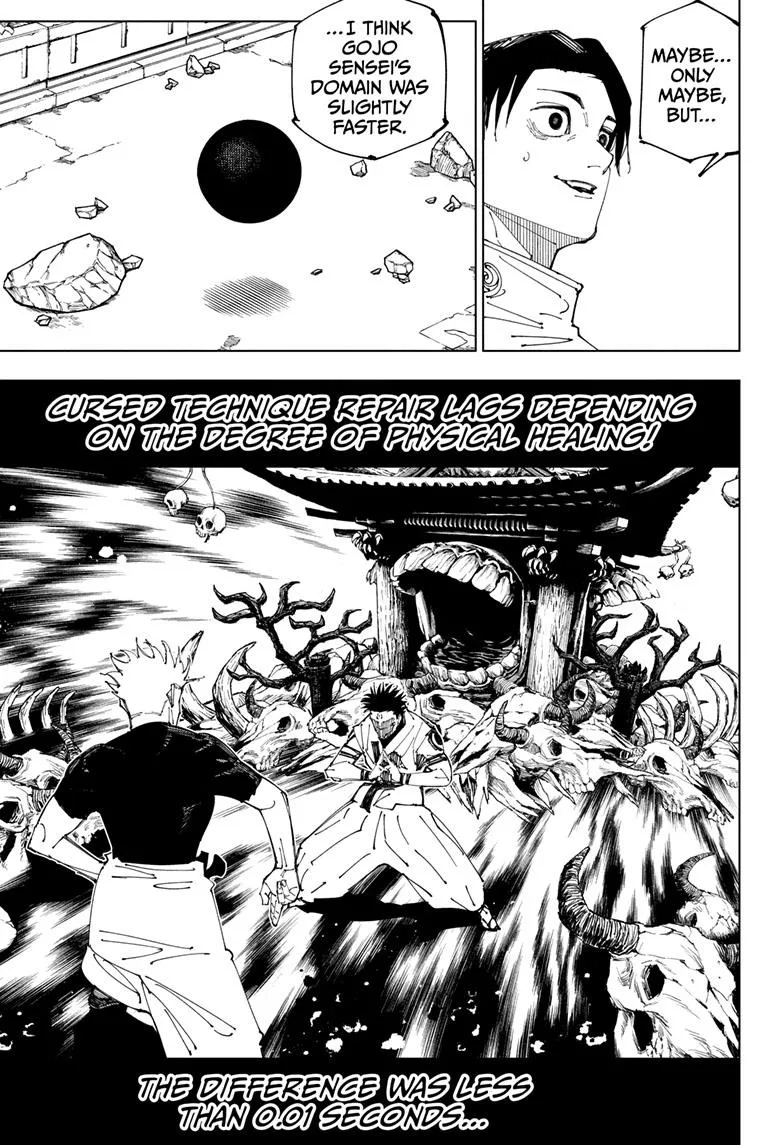 MAYBE...
ONLY
MAYBE,
BUT...
...I THINK
GOJO
SENSEI'S
DOMAIN WAS
SLIGHTLY
FASTER.
CURSED TECHNIQUE REPAIR LAGS DEPENDING
ON THE DEGREE OF PHYSICAL HEALING!
THE DIFFERENCE WAS LESS
THAN 0.01 SECONDS...